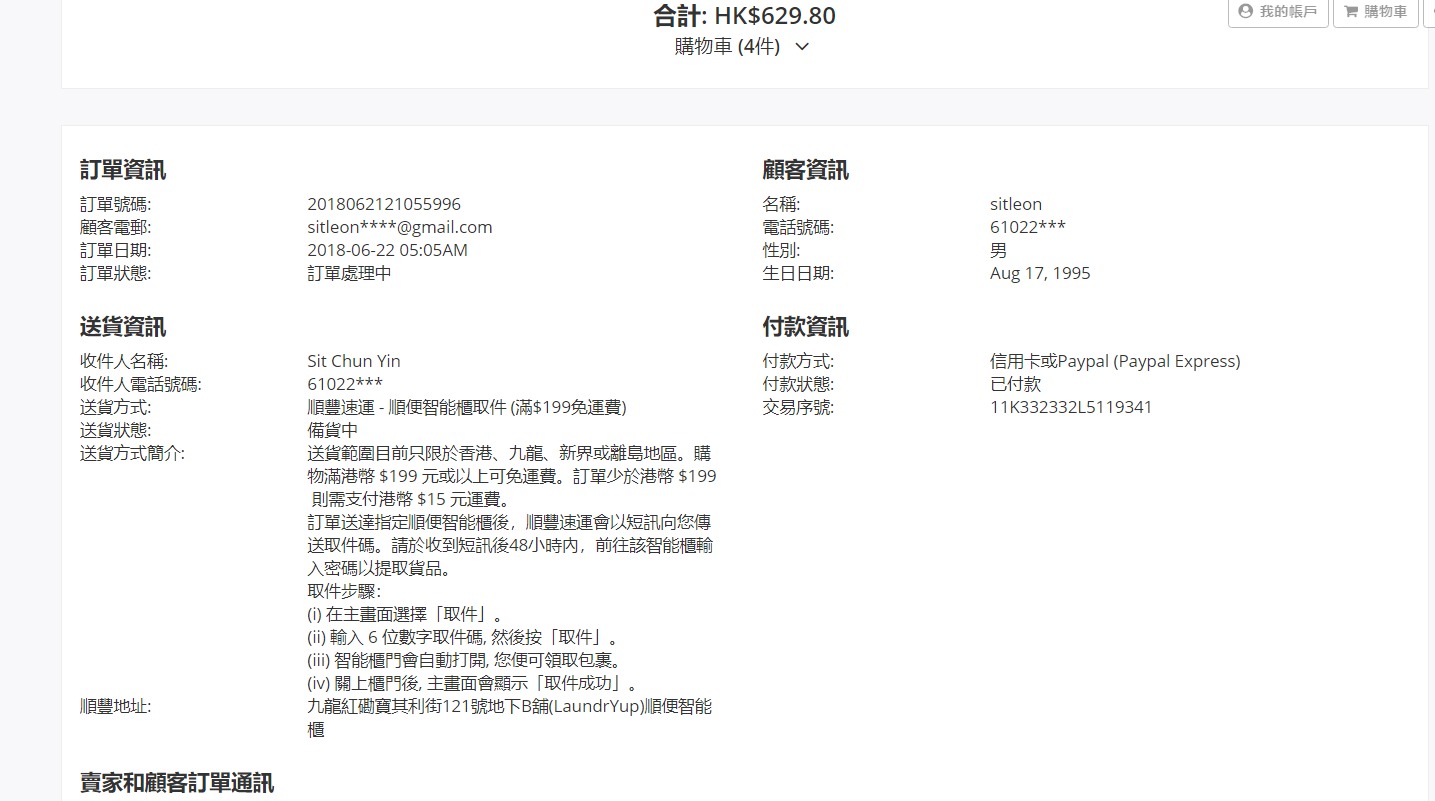 合計: HK$629.80
購物車 (4件)
我的帳戶
購物車
訂單資訊
訂單號碼: 2018062121055996
顧客電郵: sitleon****@gmail.com
訂單日期: 2018-06-22 05:05AM
訂單狀態: 訂單處理中
顧客資訊
名稱: sitleon
電話號碼: 61022***
性別: 男
生日日期: Aug 17, 1995
送貨資訊
收件人名稱: Sit Chun Yin
收件人電話號碼: 61022***
送貨方式: 順豐速運 - 順便智能櫃取件 (滿$199免運費)
送貨狀態: 備貨中
送貨方式簡介: 送貨範圍目前只限於香港、九龍、新界或離島地區。購
物滿港幣 $199 元或以上可免運費。訂單少於港幣 $199
則需支付港幣 $15 元運費。
訂單送達指定順便智能櫃後，順豐速運會以短訊向您傳
送取件碼。請於收到短訊後48小時內，前往該智能櫃輸
入密碼以提取貨品。
取件步驟：
(i) 在主畫面選擇「取件」。
(ii) 輸入 6 位數字取件碼, 然後按「取件」。
(iii) 智能櫃門會自動打開, 您便可領取包裹。
(iv) 關上櫃門後, 主畫面會顯示「取件成功」。
順豐地址: 九龍紅磡寶其利街121號地下B舖(LaundrYup)順便智能
櫃
付款資訊
付款方式: 信用卡或Paypal (Paypal Express)
付款狀態: 已付款
交易序號: 11K332332L5119341
賣家和顧客訂單通訊